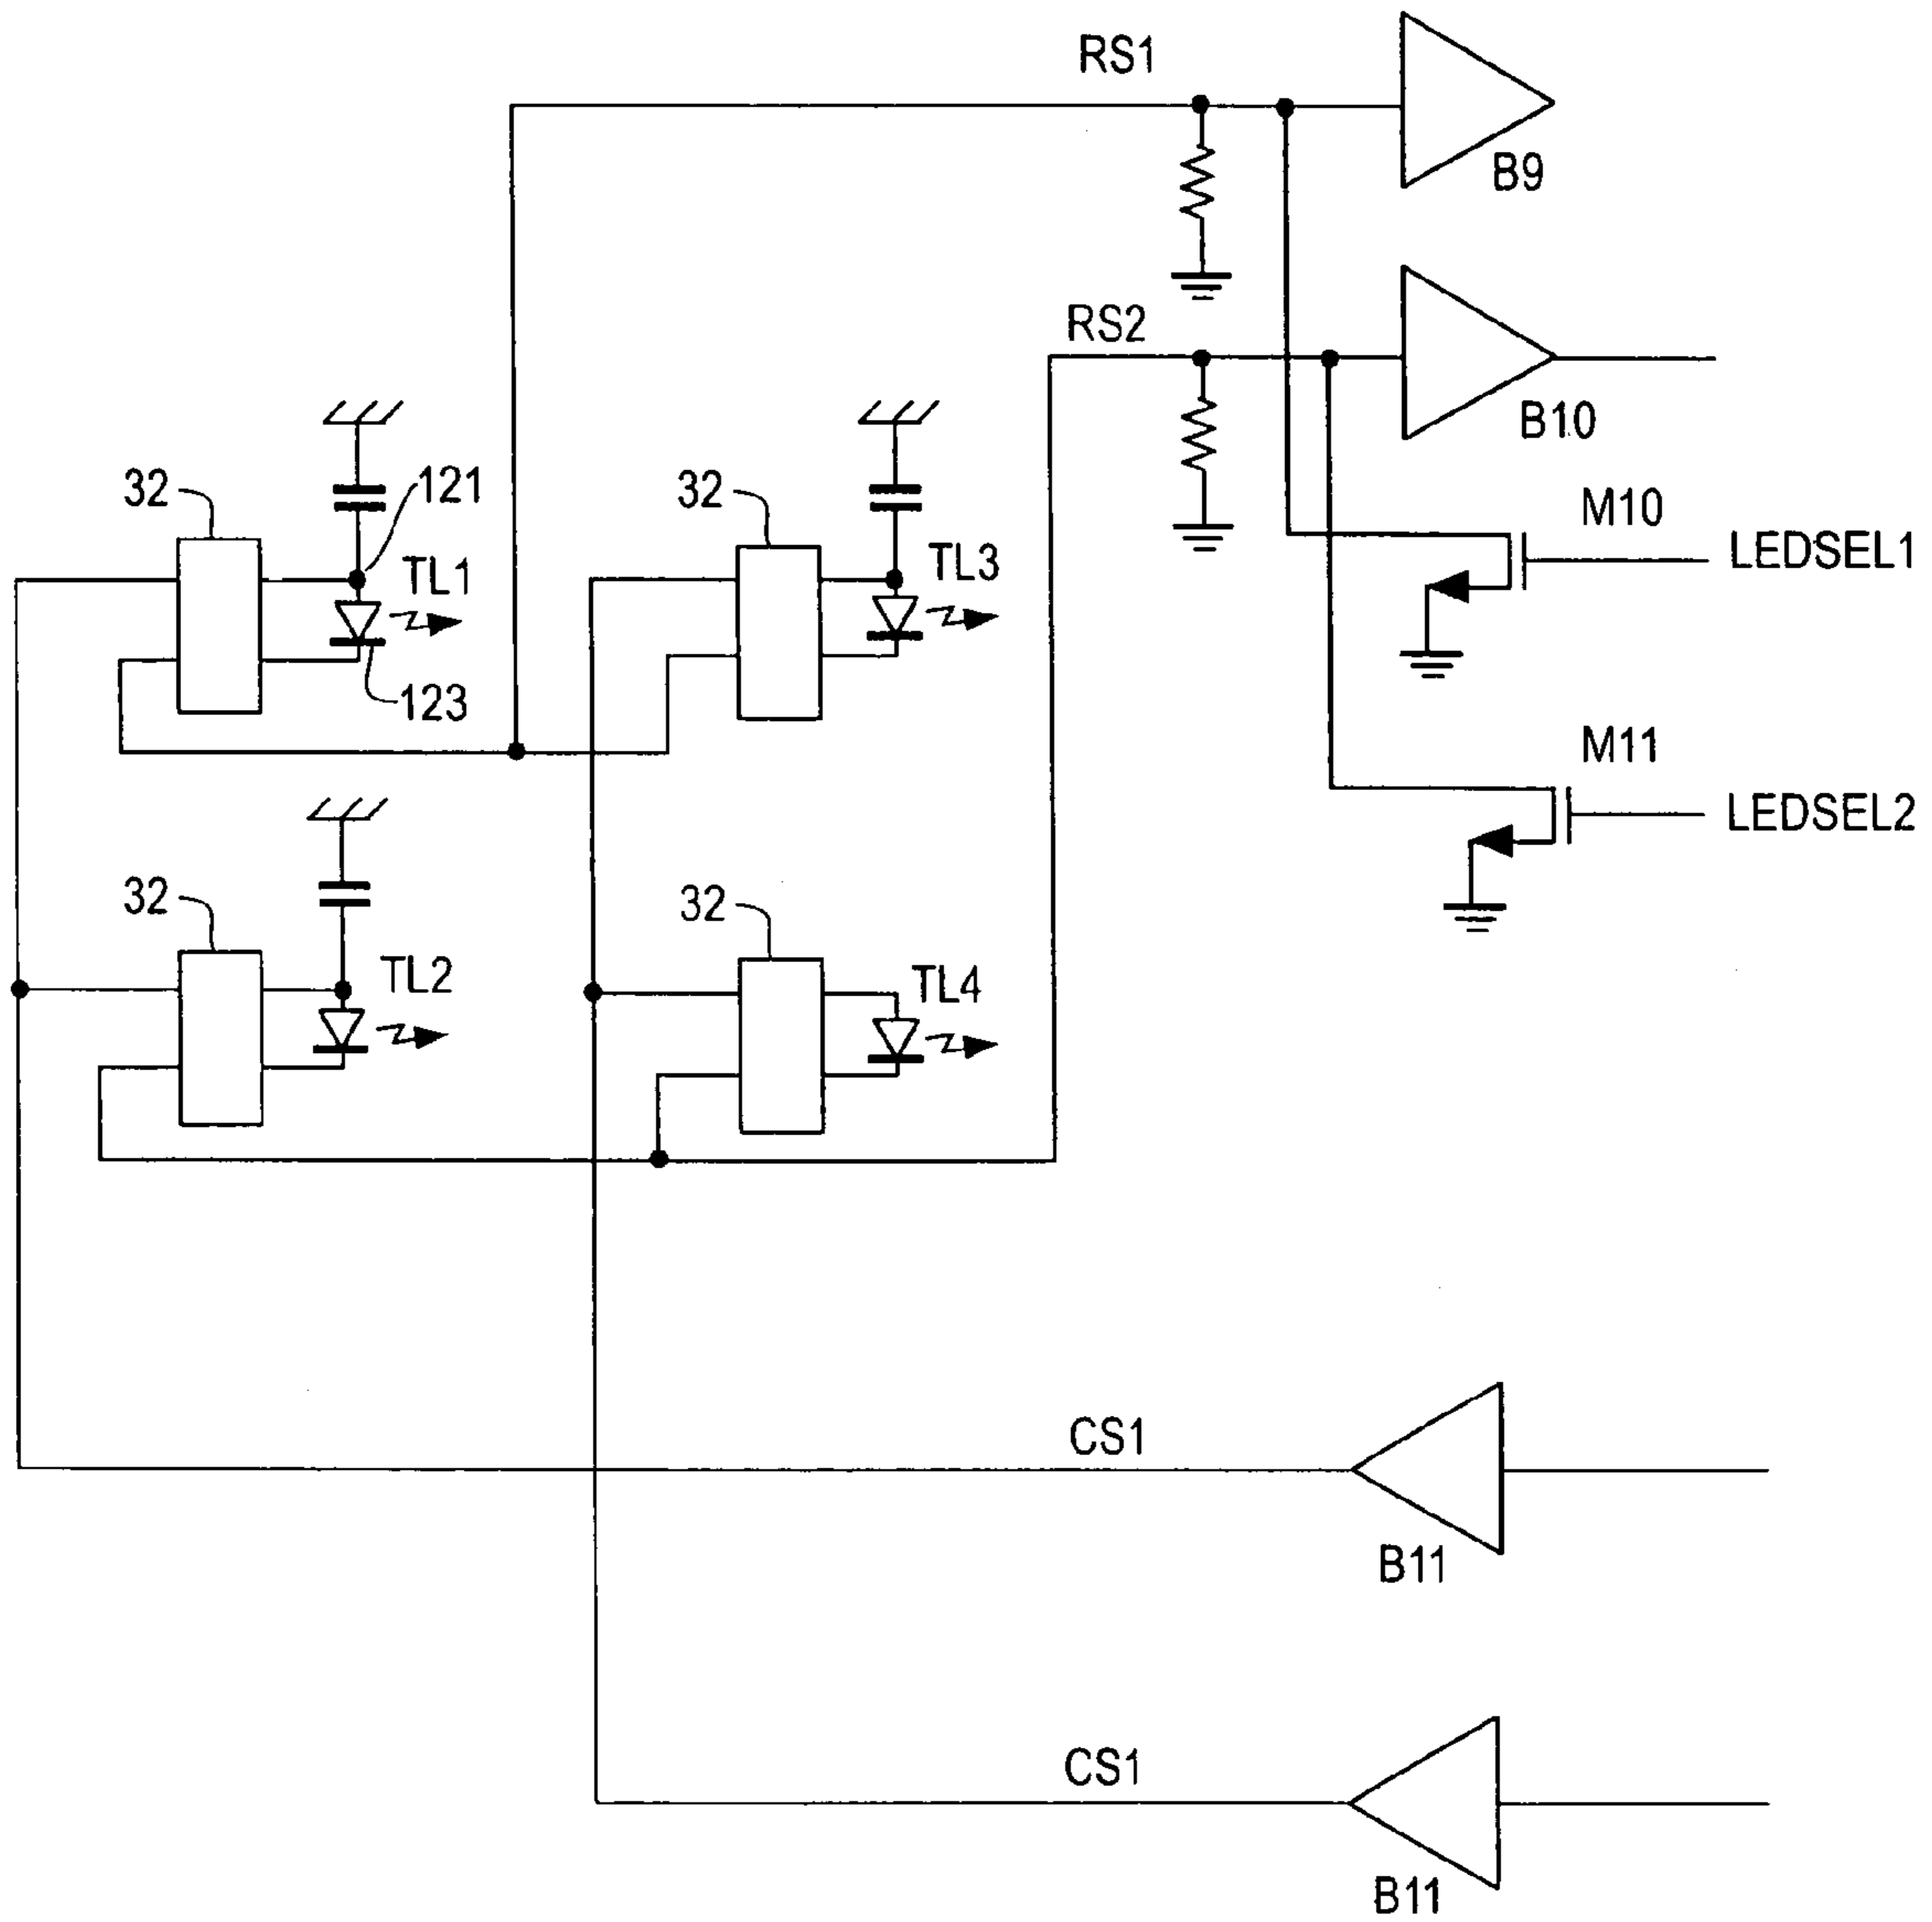 RS1
B9
RS2
B10
32
121
32
M10
LEDSEL1
TL1
TL3
123
M11
LEDSEL2
32
32
TL2
TL4
CS1
B11
CS1
B11